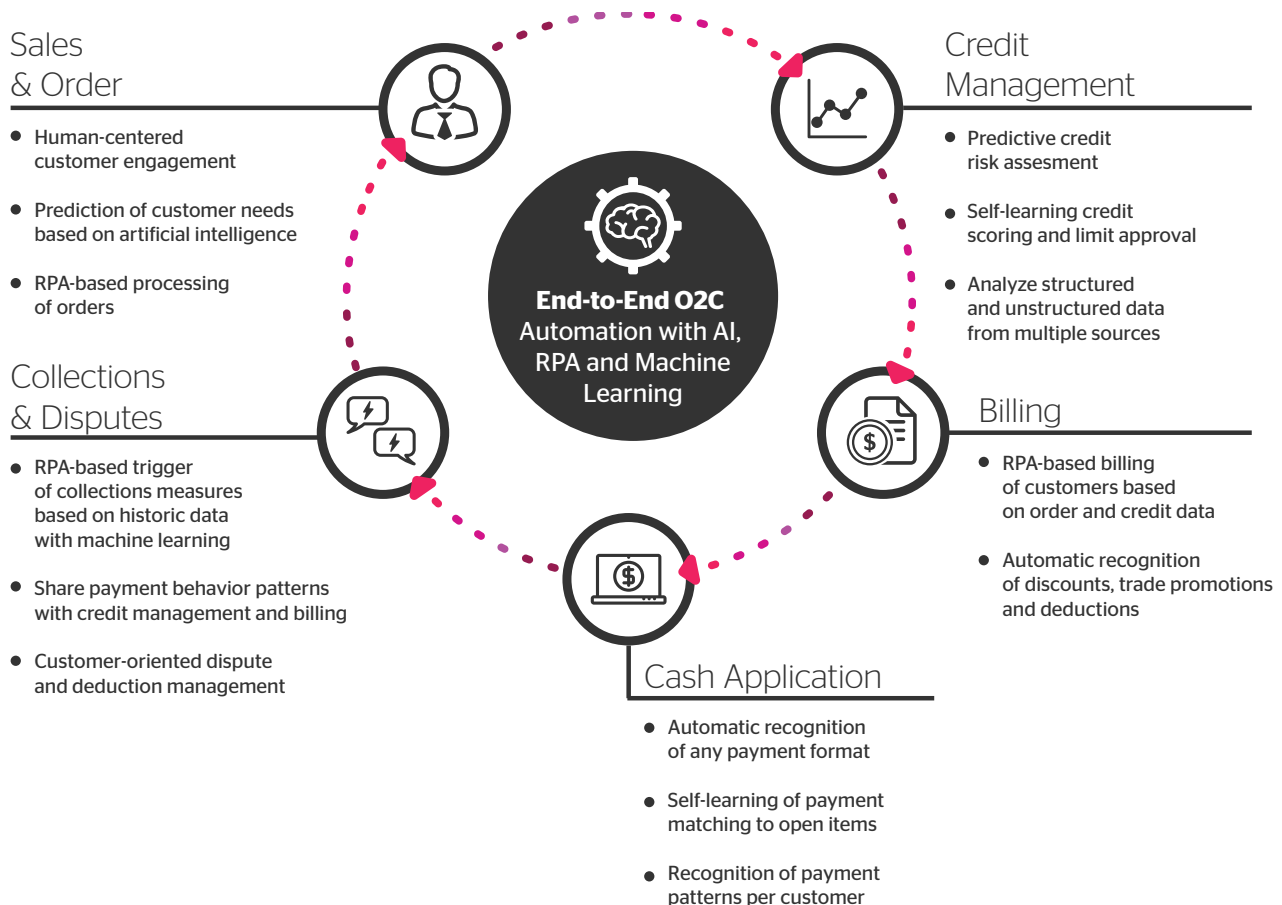 Sales
& Order
Human-centered
customer engagement
Prediction of customer needs
based on artificial intelligence
RPA-based processing
of orders
Credit
Management
Predictive credit
risk assesment
Self-learning credit
scoring and limit approval
Analyze structured
and unstructured data
from multiple sources
End-to-End O2C
Automation with AI,
RPA and Machine
Learning
Collections
& Disputes
RPA-based trigger
of collections measures
based on historic data
with machine learning
Share payment behavior patterns
with credit management and billing
Customer-oriented dispute
and deduction management
$
Billing
RPA-based billing
of customers based
on order and credit data
Automatic recognition
of discounts, trade promotions
and deductions
$
Cash Application
Automatic recognition
of any payment format
Self-learning of payment
matching to open items
Recognition of payment
patterns per customer